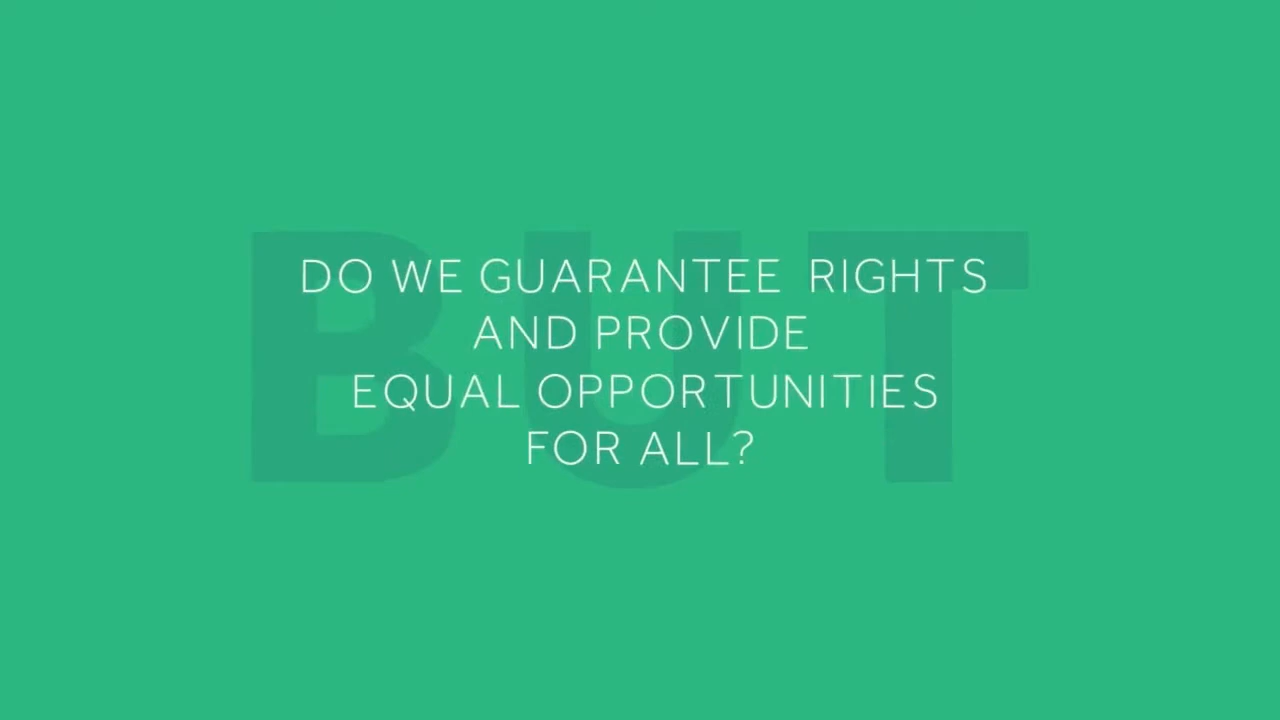 BUT
DO WE GUARANTEE RIGHTS
AND PROVIDE
EQUAL OPPORTUNITIES
FOR ALL?